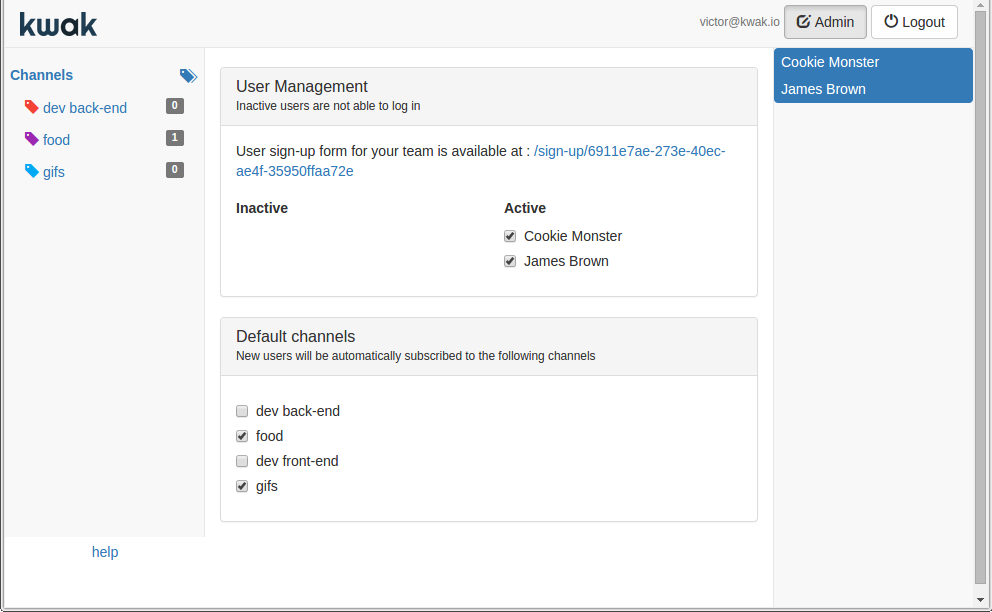 kwak
victor@kwak.io
Admin
Logout
Channels
dev back-end 0
food 1
gifs 0
help
User Management
Inactive users are not able to log in
User sign-up form for your team is available at : /sign-up/6911e7ae-273e-40ec-
ae4f-35950ffaa72e
Inactive
Active
Cookie Monster
James Brown
Default channels
New users will be automatically subscribed to the following channels
dev back-end
food
dev front-end
gifs
Cookie Monster
James Brown